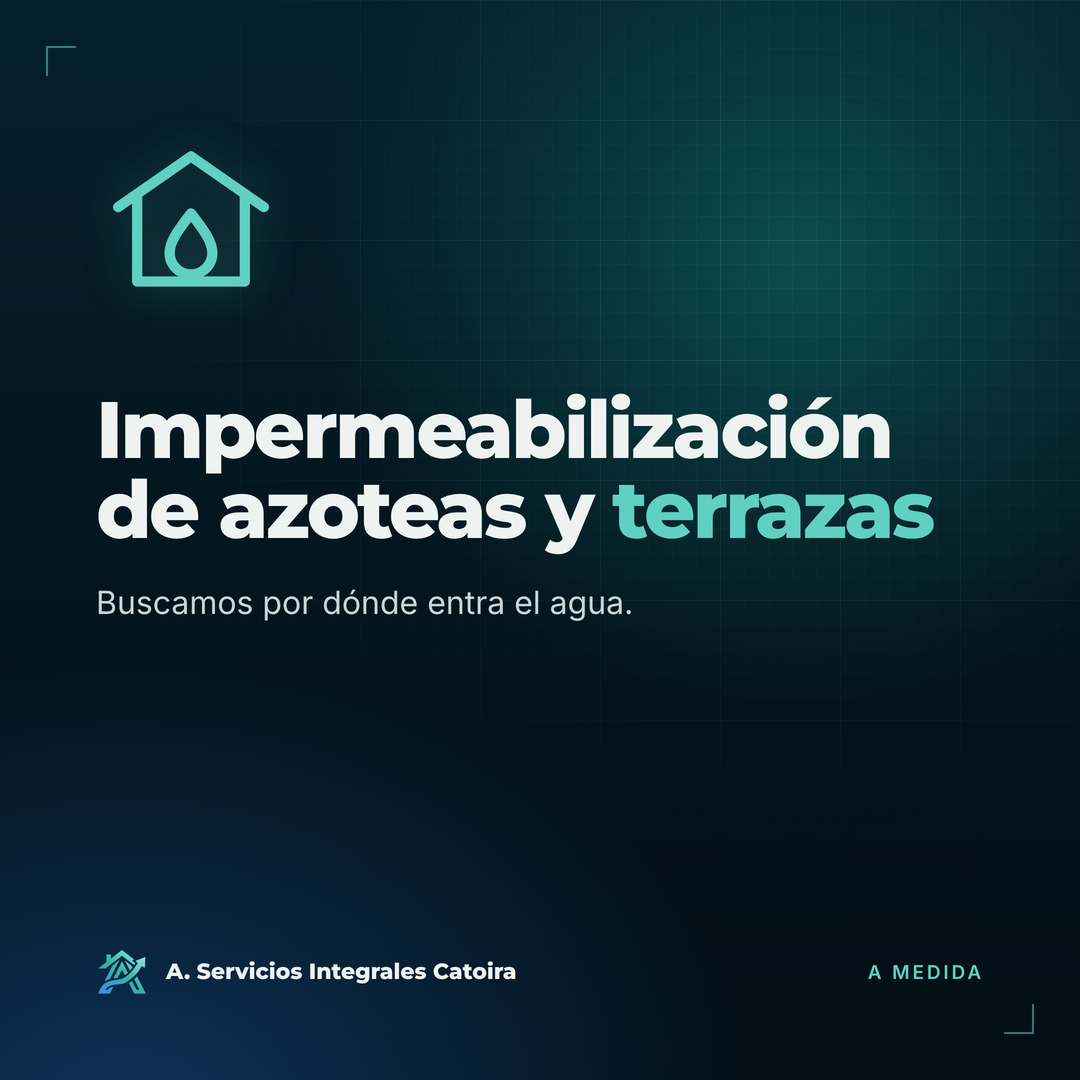 Impermeabilización
de azoteas y terrazas
Buscamos por dónde entra el agua.
A. Servicios Integrales Catoira
A MEDIDA